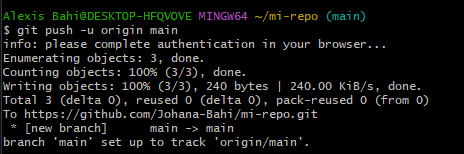 Alexis Bahi@DESKTOP-HFQVOVE MINGW64 ~/mi-repo (main)
$ git push -u origin main
info: please complete authentication in your browser...
Enumerating objects: 3, done.
Counting objects: 100% (3/3), done.
Writing objects: 100% (3/3), 240 bytes | 240.00 KiB/s, done.
Total 3 (delta 0), reused 0 (delta 0), pack-reused 0 (from 0)
To https://github.com/Johana-Bahi/mi-repo.git
 * [new branch]      main -> main
branch 'main' set up to track 'origin/main'.